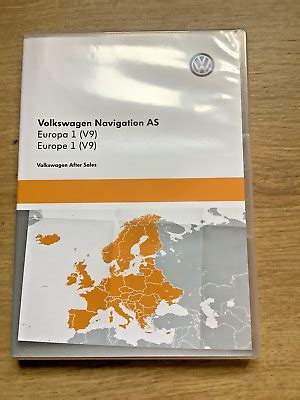 Volkswagen Navigation AS
Europa 1 (V9)
Europe 1 (V9)
Volkswagen After Sales